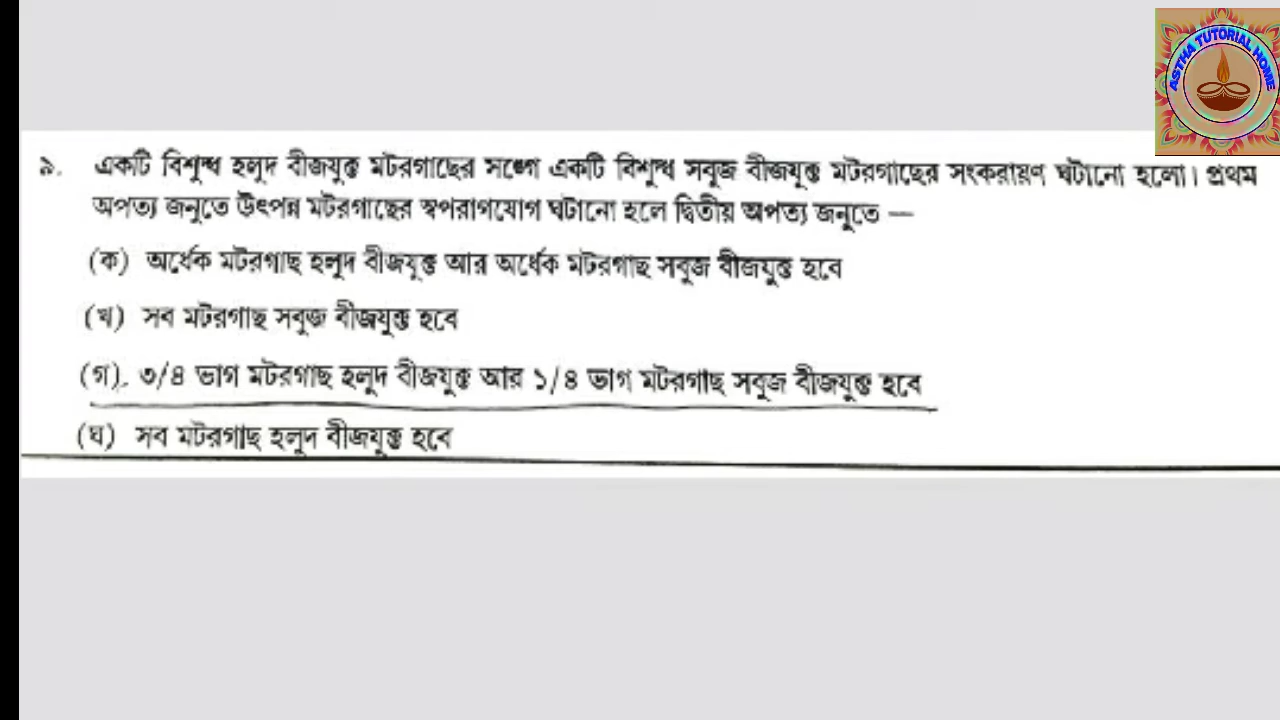 ASTHA TUTORIAL HOME
৯. একটি বিশুদ্ধ হলুদ বীজযুক্ত মটরগাছের সঙ্গে একটি বিশুদ্ধ সবুজ বীজযুক্ত মটরগাছের সংকরায়ণ ঘটানো হলো। প্রথম
অপত্য জনুতে উৎপন্ন মটরগাছের স্বপরাগযোগ ঘটানো হলে দ্বিতীয় অপত্য জনুতে —
(ক) অর্ধেক মটরগাছ হলুদ বীজযুক্ত আর অর্ধেক মটরগাছ সবুজ বীজযুক্ত হবে
(খ) সব মটরগাছ সবুজ বীজযুক্ত হবে
(গ). ৩/৪ ভাগ মটরগাছ হলুদ বীজযুক্ত আর ১/৪ ভাগ মটরগাছ সবুজ বীজযুক্ত হবে
(ঘ) সব মটরগাছ হলুদ বীজযুক্ত হবে